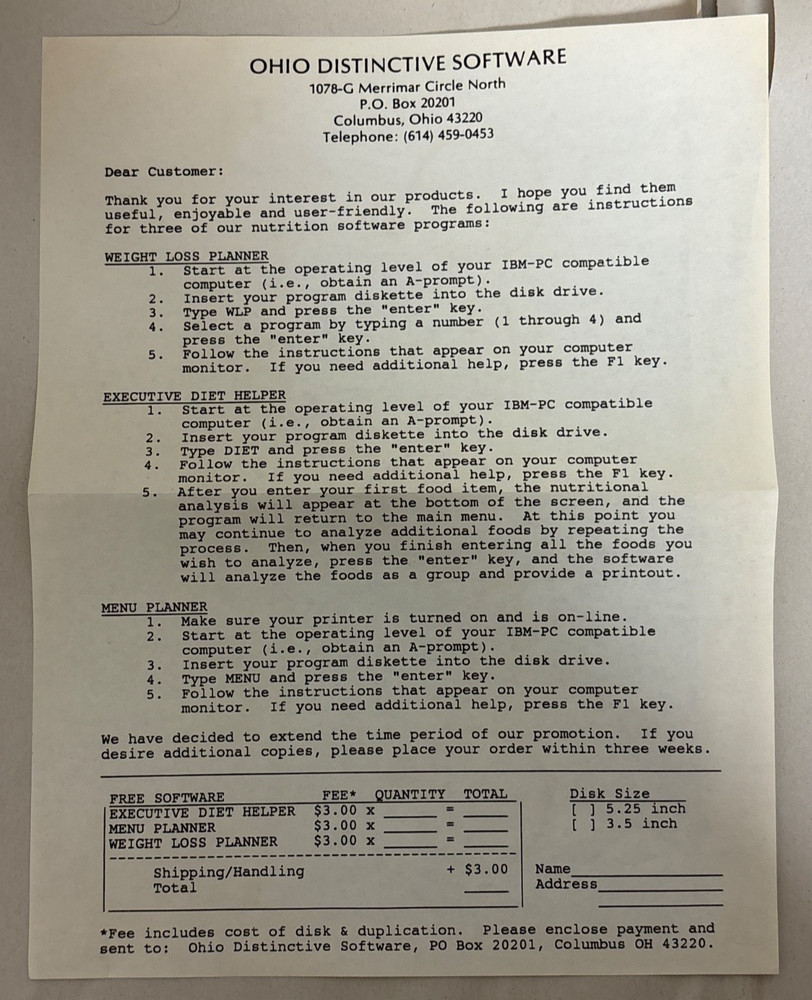 OHIO DISTINCTIVE SOFTWARE
1078-G Merrimar Circle North
P.O. Box 20201
Columbus, Ohio 43220
Telephone: (614) 459-0453
Dear Customer:
Thank you for your interest in our products. I hope you find them
useful, enjoyable and user-friendly. The following are instructions
for three of our nutrition software programs:
WEIGHT LOSS PLANNER
1. Start at the operating level of your IBM-PC compatible
computer (i.e., obtain an A-prompt).
2. Insert your program diskette into the disk drive.
3. Type WLP and press the "enter" key.
4. Select a program by typing a number (1 through 4) and
press the "enter" key.
5. Follow the instructions that appear on your computer
monitor. If you need additional help, press the F1 key.
EXECUTIVE DIET HELPER
1. Start at the operating level of your IBM-PC compatible
computer (i.e., obtain an A-prompt).
2. Insert your program diskette into the disk drive.
3. Type DIET and press the "enter" key.
4. Follow the instructions that appear on your computer
monitor. If you need additional help, press the F1 key.
5. After you enter your first food item, the nutritional
analysis will appear at the bottom of the screen, and the
program will return to the main menu. At this point you
may continue to analyze additional foods by repeating the
process. Then, when you finish entering all the foods you
wish to analyze, press the "enter" key, and the software
will analyze the foods as a group and provide a printout.
MENU PLANNER
1. Make sure your printer is turned on and is on-line.
2. Start at the operating level of your IBM-PC compatible
computer (i.e., obtain an A-prompt).
3. Insert your program diskette into the disk drive.
4. Type MENU and press the "enter" key.
5. Follow the instructions that appear on your computer
monitor. If you need additional help, press the F1 key.
We have decided to extend the time period of our promotion. If you
desire additional copies, please place your order within three weeks.
FREE SOFTWARE FEE* QUANTITY TOTAL Disk Size
EXECUTIVE DIET HELPER $3.00 x ______ = _____ [ ] 5.25 inch
MENU PLANNER $3.00 x ______ = _____ [ ] 3.5 inch
WEIGHT LOSS PLANNER $3.00 x ______ = _____
Shipping/Handling + $3.00 Name
Total _____ Address
*Fee includes cost of disk & duplication. Please enclose payment and
sent to: Ohio Distinctive Software, PO Box 20201, Columbus OH 43220.